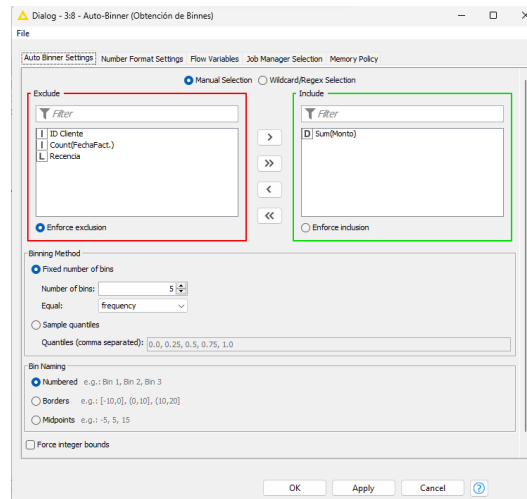 Dialog - 3:8 - Auto-Binner (Obtención de Binnes)
File
Auto Binner Settings Number Format Settings Flow Variables Job Manager Selection Memory Policy
Manual Selection Wildcard/Regex Selection
Exclude
Filter
I ID Cliente
I Count(FechaFact.)
L Recencia
Enforce exclusion
>
>>
<
<<
Include
Filter
D Sum(Monto)
Enforce inclusion
Binning Method
Fixed number of bins
Number of bins: 5
Equal: frequency
Sample quantiles
Quantiles (comma separated): 0.0, 0.25, 0.5, 0.75, 1.0
Bin Naming
Numbered e.g.: Bin 1, Bin 2, Bin 3
Borders e.g.: [-10,0], (0,10], (10,20]
Midpoints e.g.: -5, 5, 15
Force integer bounds
OK Apply Cancel ?